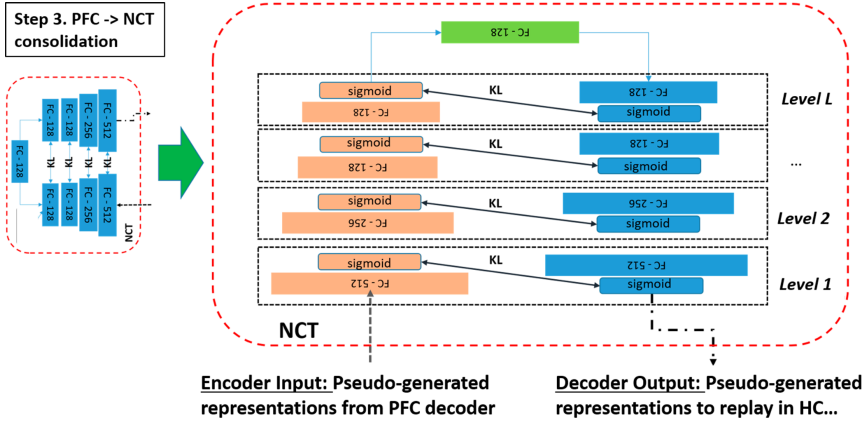 Step 3. PFC -> NCT
consolidation
FC - 128
FC - 128
FC - 128
FC - 256
FC - 512
KL
KL
KL
KL
FC - 128
FC - 128
FC - 256
FC - 512
NCT
FC - 128
sigmoid
KL
FC - 128
Level L
FC - 128
sigmoid
sigmoid
KL
FC - 128
...
FC - 128
sigmoid
sigmoid
KL
FC - 256
Level 2
FC - 256
sigmoid
sigmoid
KL
FC - 512
Level 1
FC - 512
sigmoid
NCT
Encoder Input: Pseudo-generated
representations from PFC decoder
Decoder Output: Pseudo-generated
representations to replay in HC...